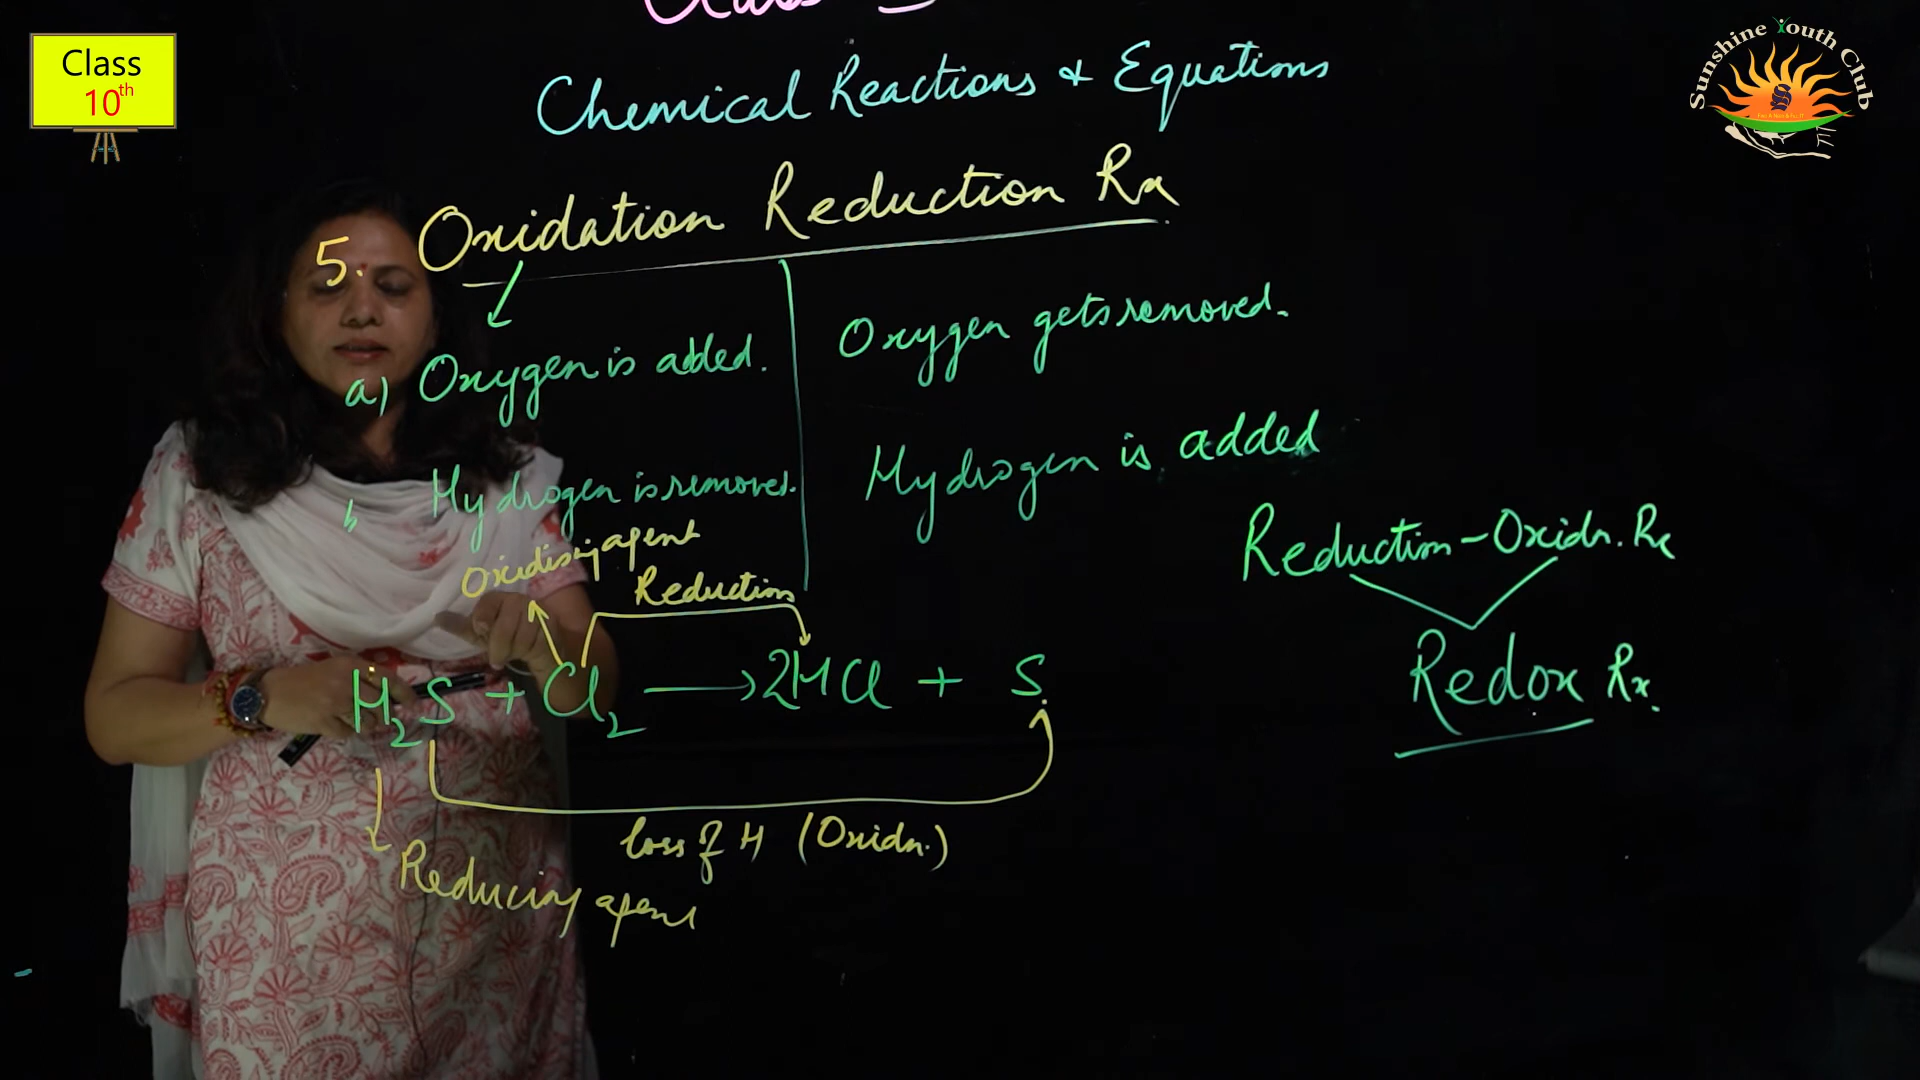 Class
Class
10th
Sunshine Youth Club
Chemical Reactions & Equations
5. Oxidation Reduction Rx
a) Oxygen is added.
Oxygen gets removed.
b Hydrogen is removed.
Hydrogen is added
Oxidising agent
Reduction
Reduction-Oxidn. Rx
Redox Rx.
H2S + Cl2 → 2HCl + S
loss of H (Oxidn.)
Reducing agent